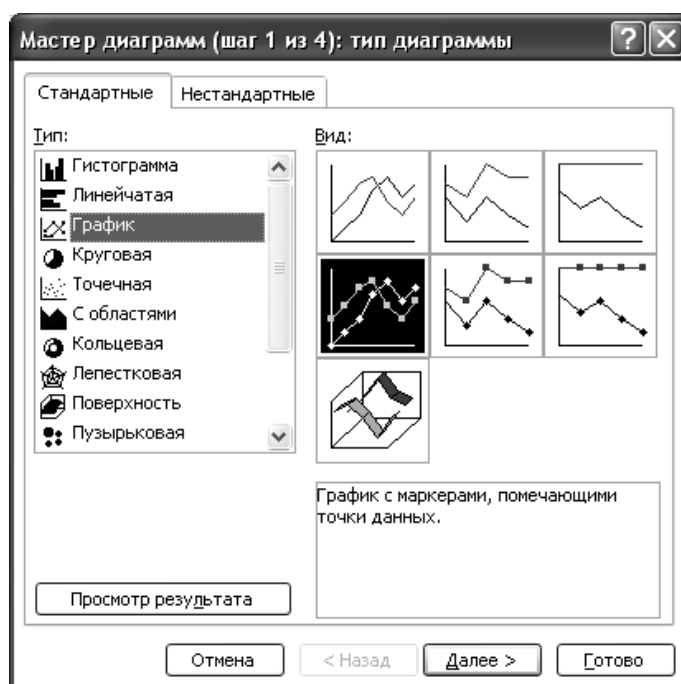 Мастер диаграмм (шаг 1 из 4): тип диаграммы
Стандартные
Нестандартные
Тип:
Гистограмма
Линейчатая
График
Круговая
Точечная
С областями
Кольцевая
Лепестковая
Поверхность
Пузырьковая
Вид:
График с маркерами, помечающими
точки данных.
Просмотр результата
Отмена
< Назад
Далее >
Готово